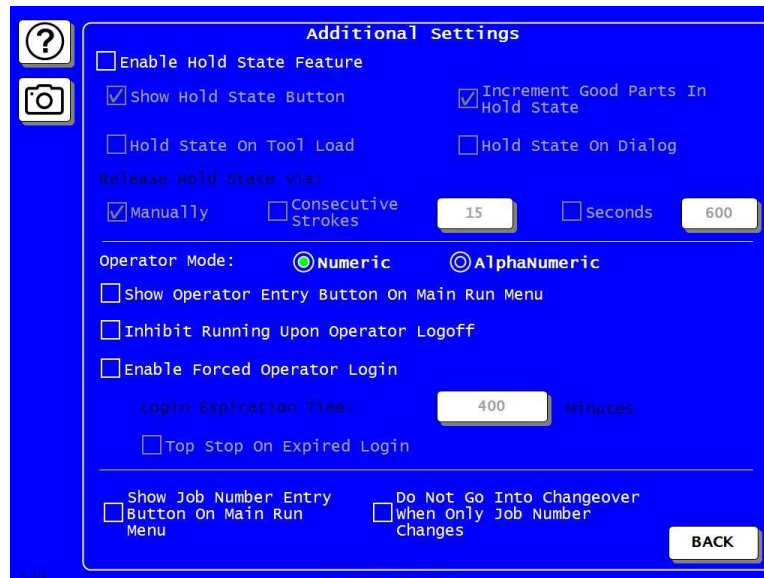 ?
Additional Settings
Enable Hold State Feature
Show Hold State Button
Increment Good Parts In
Hold State
Hold State On Tool Load
Hold State On Dialog
Release Hold State Via:
Manually
Consecutive
Strokes
15
Seconds
600
Operator Mode:
Numeric
AlphaNumeric
Show Operator Entry Button On Main Run Menu
Inhibit Running Upon Operator Logoff
Enable Forced Operator Login
Login Expiration Time:
400
Minutes
Top Stop On Expired Login
Show Job Number Entry
Button On Main Run
Menu
Do Not Go Into Changeover
When Only Job Number
Changes
BACK